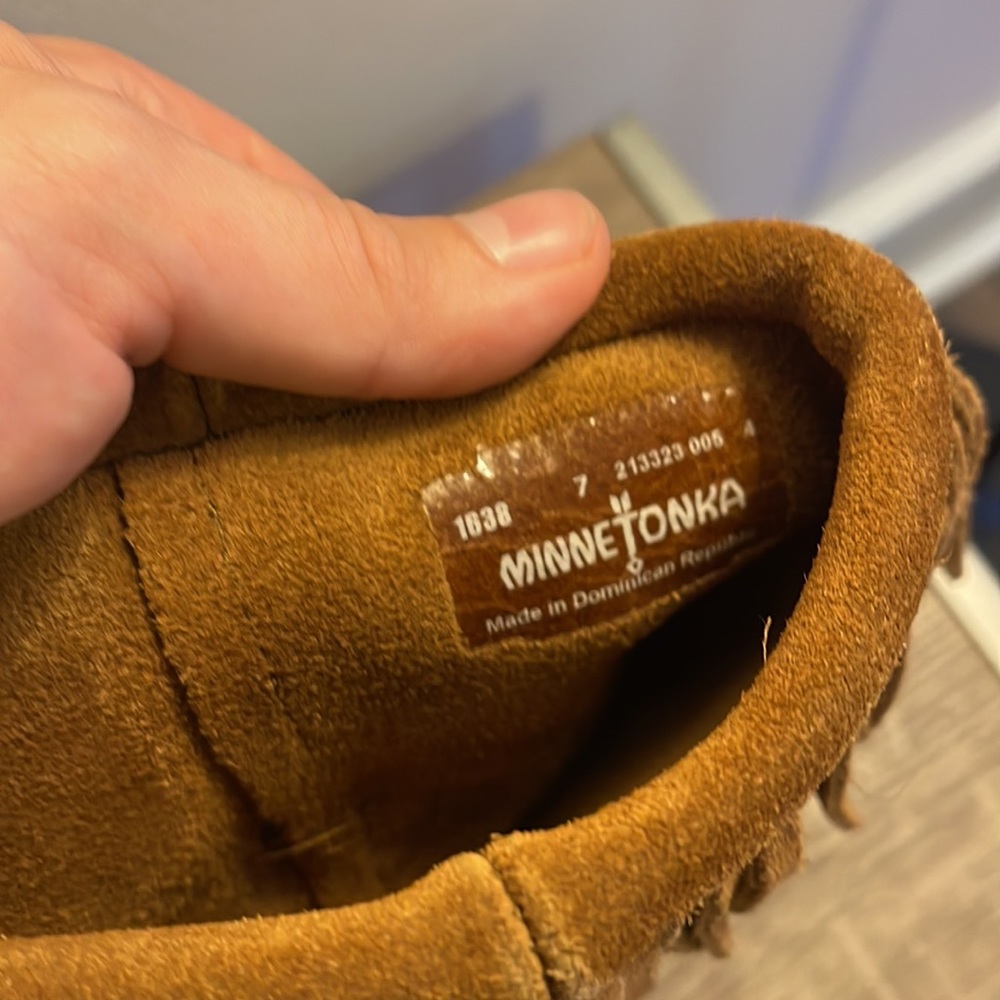 1638 7 213323 005 4
MINNETONKA
Made in Dominican Republic